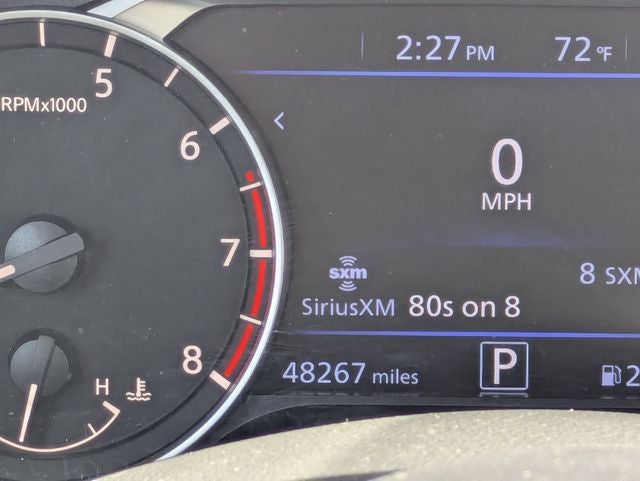 2:27 PM 72 °F
5
RPMx1000
6
0
MPH
7
sxm
8 SXM
SiriusXM 80s on 8
8
48267 miles P 2
H